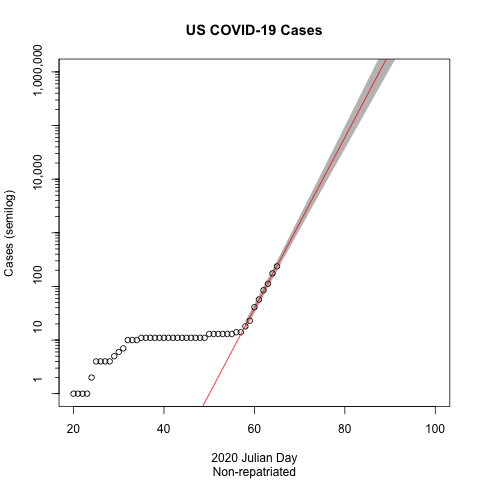 US COVID-19 Cases
Cases (semilog)
1,000,000
10,000
100
10
1
20 40 60 80 100
2020 Julian Day
Non-repatriated